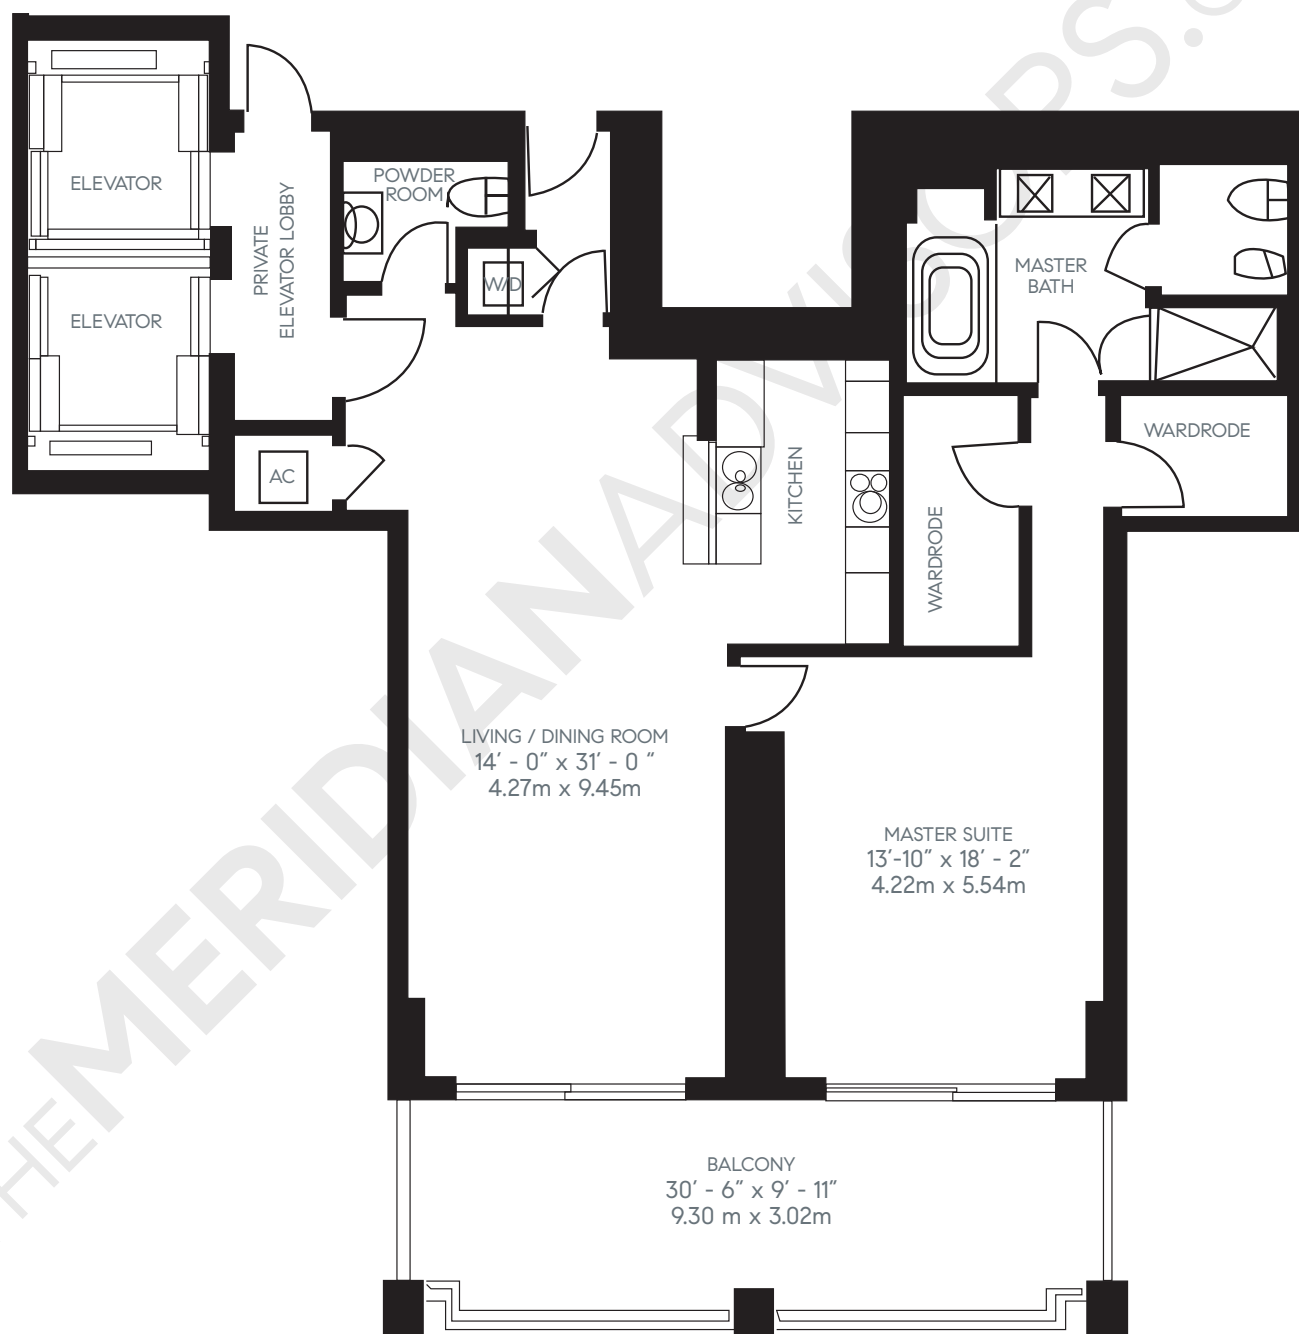 POWDER
ROOM
ELEVATOR
PRIVATE
ELEVATOR LOBBY
W/D
MASTER
BATH
ELEVATOR
WARDRODE
KITCHEN
AC
WARDRODE
LIVING / DINING ROOM
14' - 0" x 31' - 0 "
4.27m x 9.45m
MASTER SUITE
13'-10" x 18' - 2"
4.22m x 5.54m
BALCONY
30' - 6" x 9' - 11"
9.30 m x 3.02m